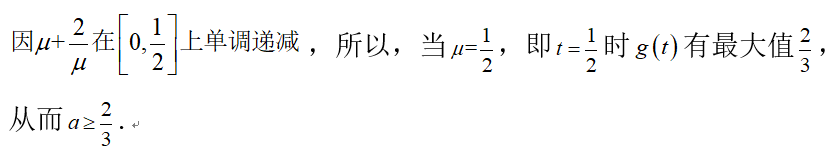 因μ+2/μ在[0,1/2]上单调递减，所以，当μ=1/2，即t=1/2时g(t)有最大值2/3，
从而a≥2/3．